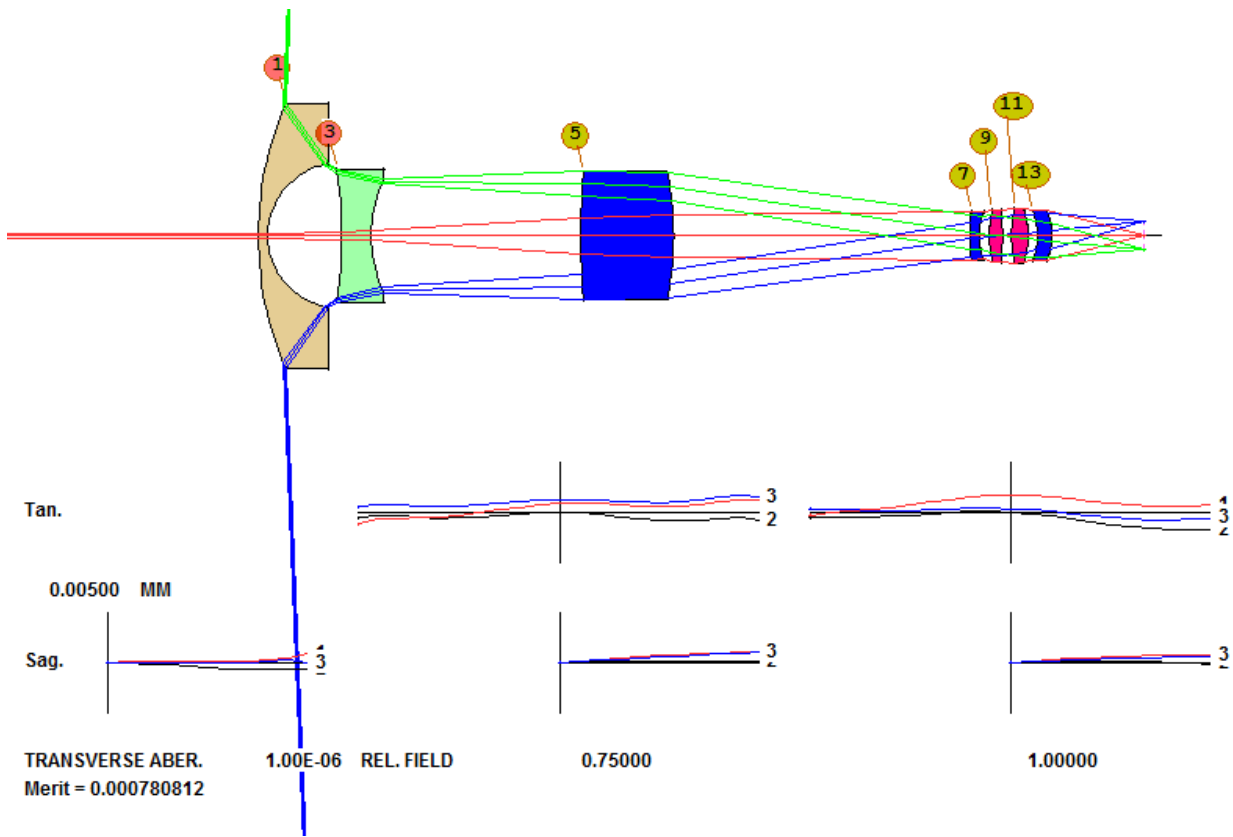 11
1
9
3
5
7
13
Tan.
3
2
3
0.00500 MM
Sag.
3
3
2
3
TRANSVERSE ABER. 1.00E-06 REL. FIELD 0.75000 1.00000
Merit = 0.000780812